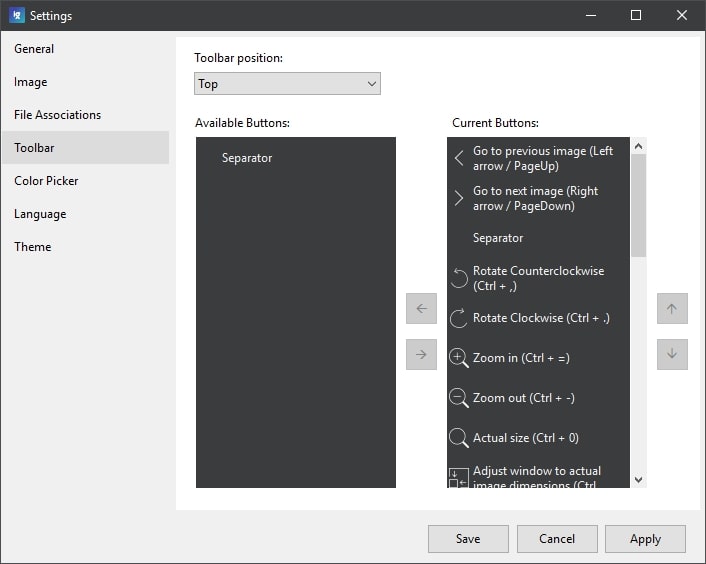 Settings
General
Image
File Associations
Toolbar
Color Picker
Language
Theme
Toolbar position:
Top
Available Buttons:
Separator
Current Buttons:
Go to previous image (Left
arrow / PageUp)
Go to next image (Right
arrow / PageDown)
Separator
Rotate Counterclockwise
(Ctrl + ,)
Rotate Clockwise (Ctrl + .)
Zoom in (Ctrl + =)
Zoom out (Ctrl + -)
Actual size (Ctrl + 0)
Adjust window to actual
image dimensions (Ctrl
Save
Cancel
Apply